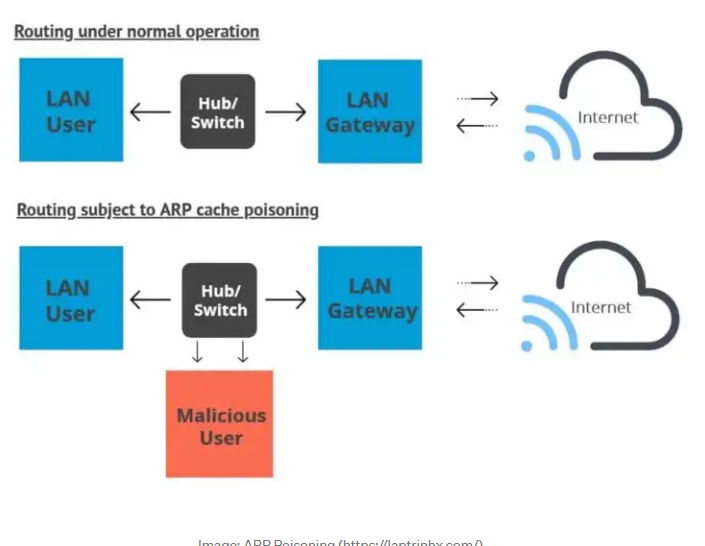 Routing under normal operation
LAN
User
Hub/
Switch
LAN
Gateway
Internet
Routing subject to ARP cache poisoning
LAN
User
Hub/
Switch
LAN
Gateway
Internet
Malicious
User
Image: ARP Poisoning (https://laptrinhx.com/)